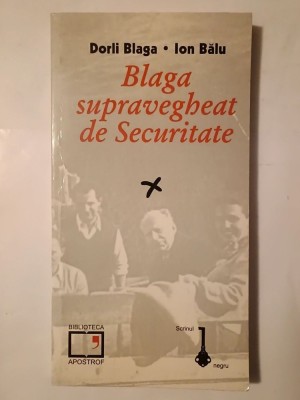 Dorli Blaga • Ion Bălu
Blaga
supravegheat
de Securitate
BIBLIOTECA
APOSTROF
Scrinul
negru